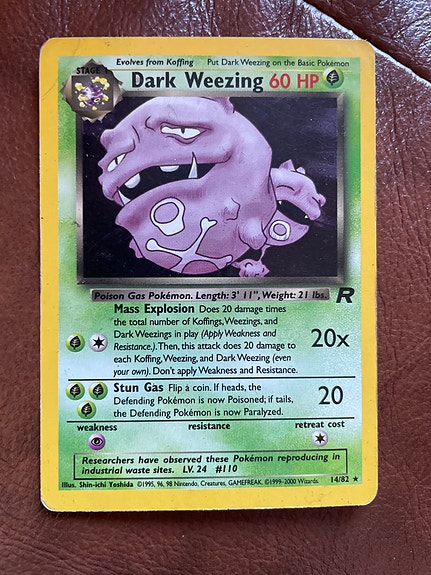 Evolves from Koffing Put Dark Weezing on the Basic Pokémon
STAGE 1
Dark Weezing 60 HP
Poison Gas Pokémon. Length: 3' 11", Weight: 21 lbs.
R
Mass Explosion Does 20 damage times
the total number of Koffings, Weezings, and
Dark Weezings in play (Apply Weakness and
Resistance.). Then, this attack does 20 damage to
each Koffing, Weezing, and Dark Weezing (even
your own). Don't apply Weakness and Resistance.
20x
Stun Gas Flip a coin. If heads, the
Defending Pokémon is now Poisoned; if tails,
the Defending Pokémon is now Paralyzed.
20
weakness resistance retreat cost
Researchers have observed these Pokémon reproducing in
industrial waste sites. LV. 24 #110
Illus. Shin-ichi Yoshida ©1995, 96, 98 Nintendo, Creatures, GAMEFREAK. ©1999-2000 Wizards. 14/82 ★